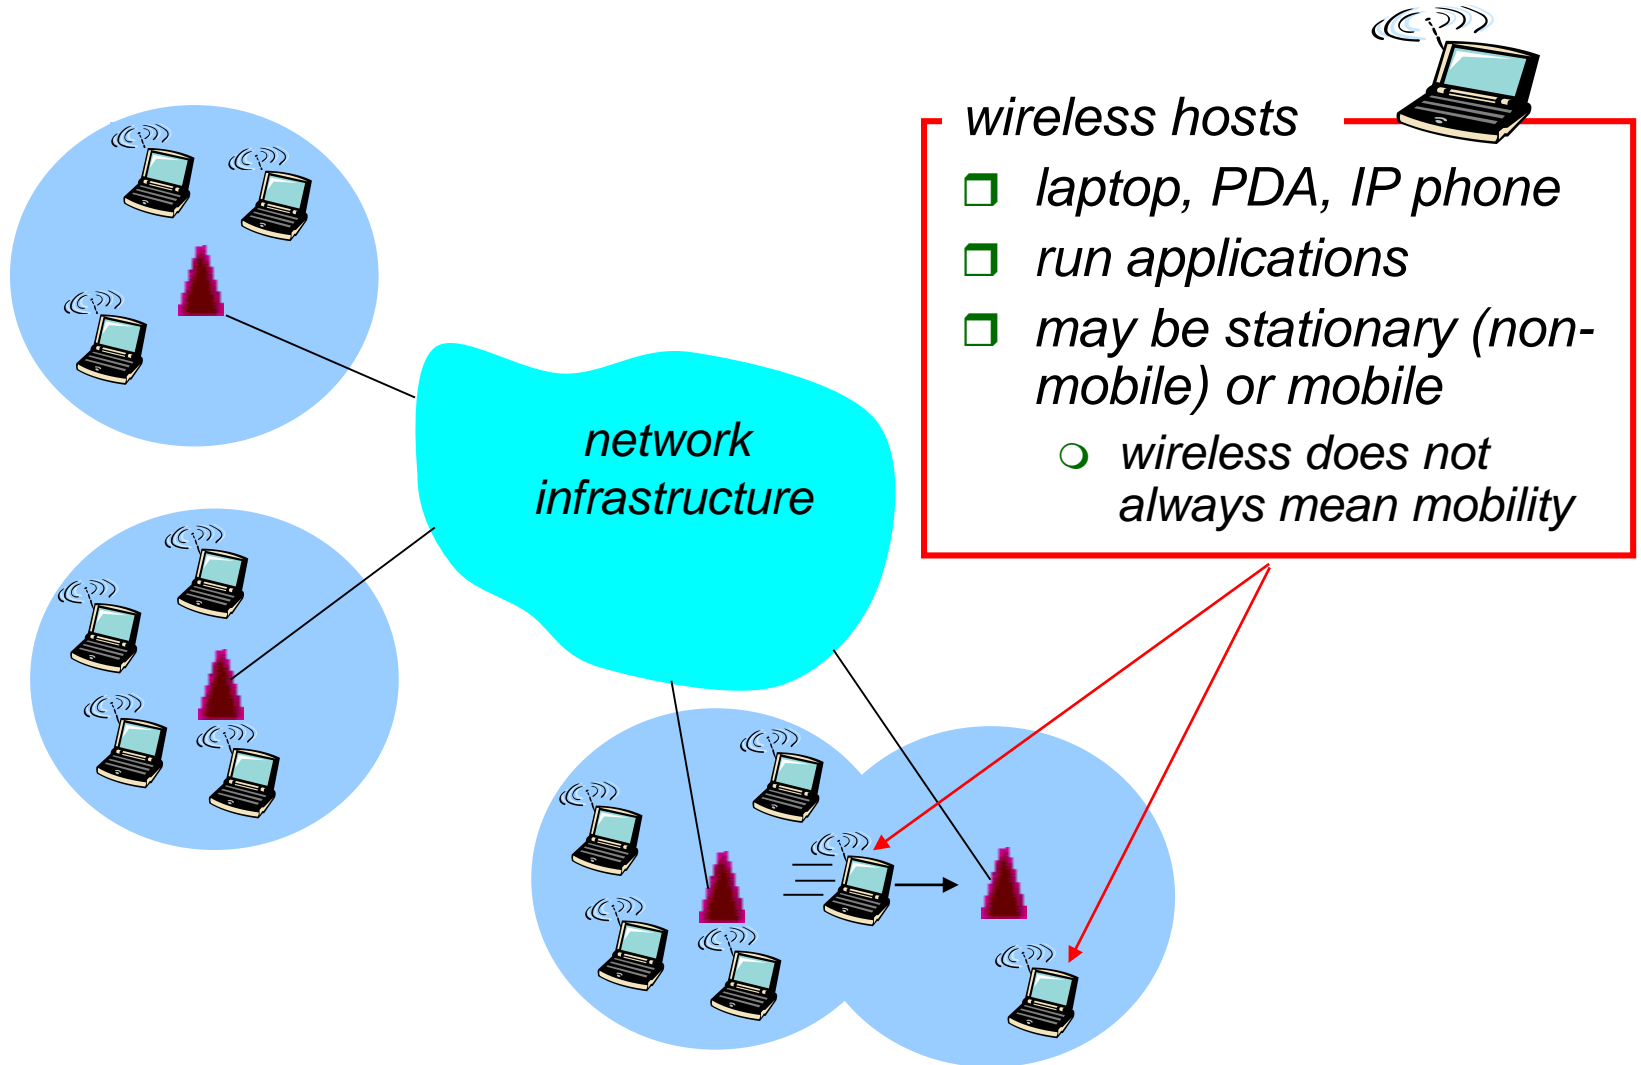 wireless hosts
laptop, PDA, IP phone
run applications
may be stationary (non-
mobile) or mobile
wireless does not
always mean mobility
network
infrastructure